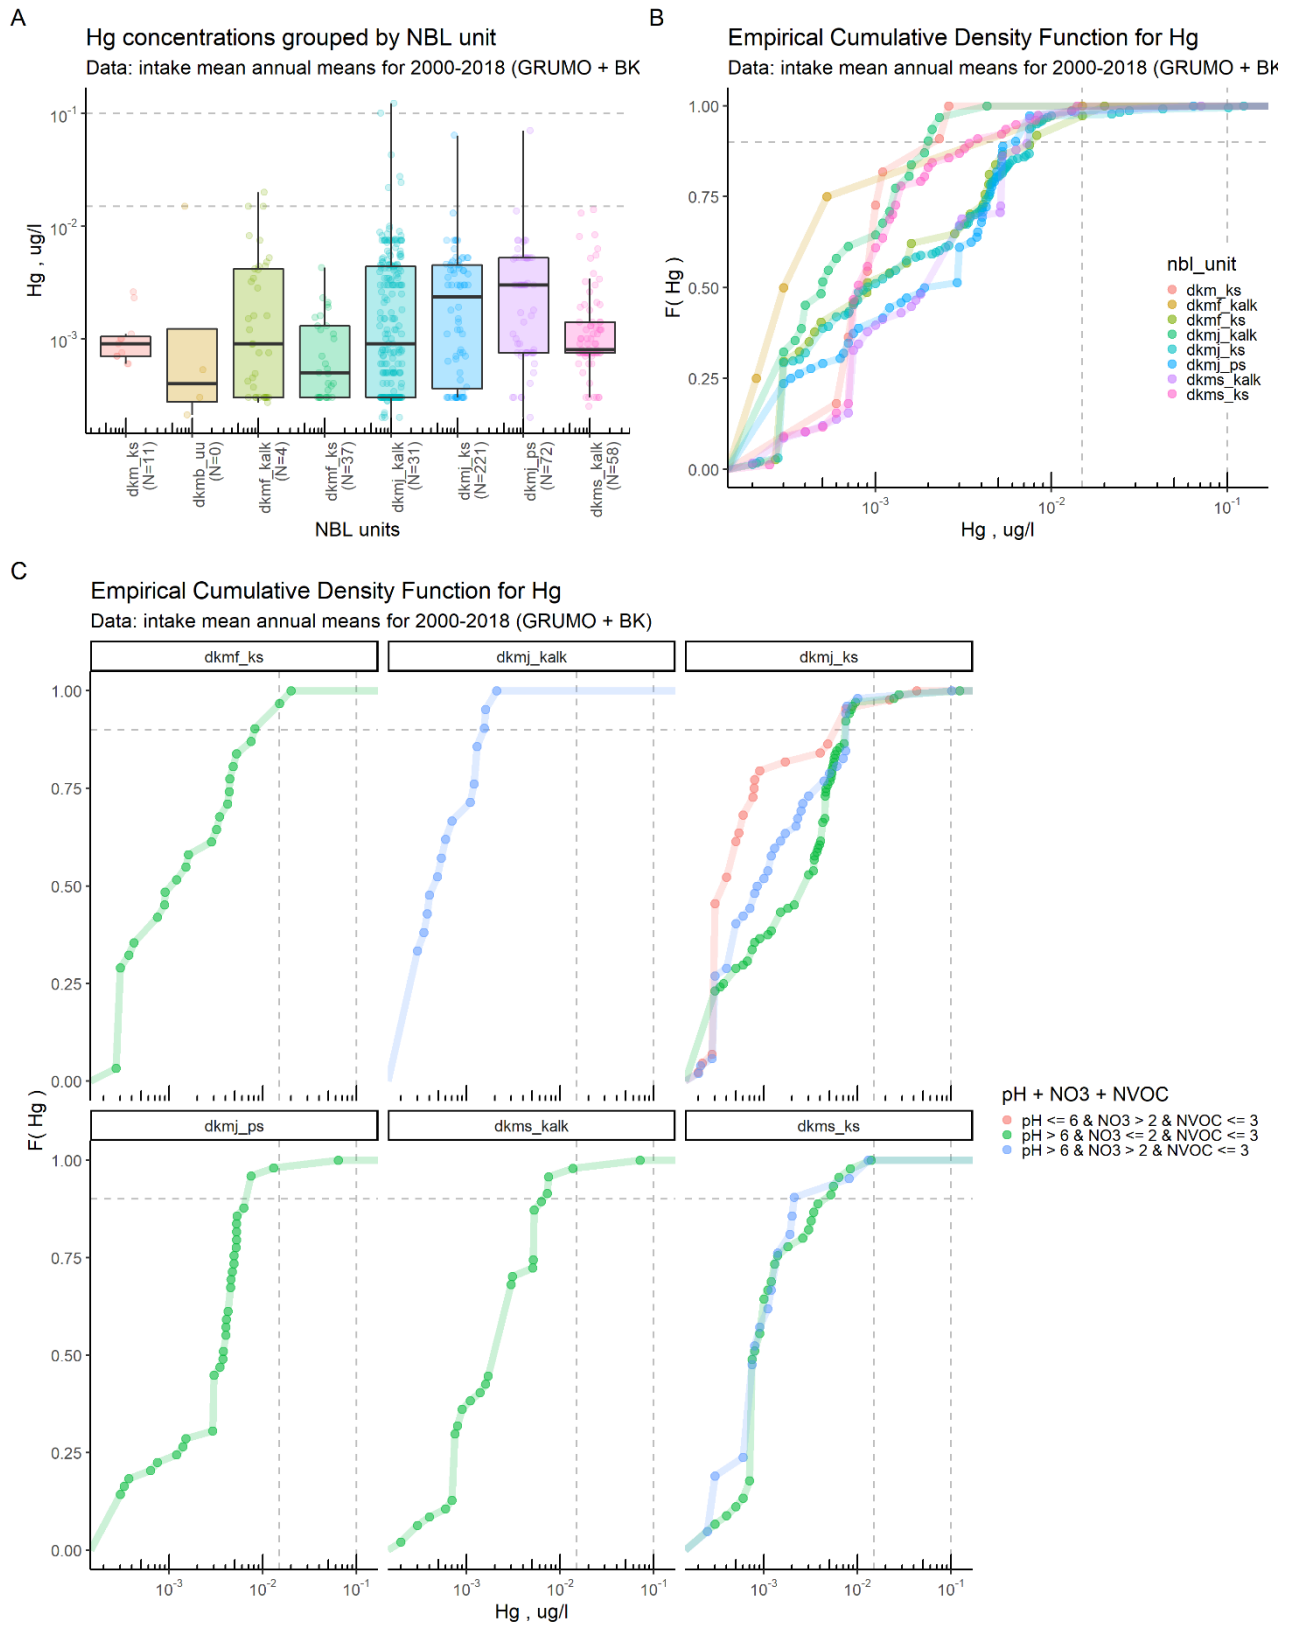 A
Hg concentrations grouped by NBL unit
Data: intake mean annual means for 2000-2018 (GRUMO + BK
Hg , ug/l
10-1
10-2
10-3
dkm_ks
(N=11)
dkmb_uu
(N=0)
dkmf_kalk
(N=4)
dkmf_ks
(N=37)
dkmj_kalk
(N=31)
dkmj_ks
(N=221)
dkmj_ps
(N=72)
dkms_kalk
(N=58)
NBL units
B
Empirical Cumulative Density Function for Hg
Data: intake mean annual means for 2000-2018 (GRUMO + BK
F( Hg )
1.00
0.75
0.50
0.25
0.00
10-3
10-2
10-1
Hg , ug/l
nbl_unit
dkm_ks
dkmf_kalk
dkmf_ks
dkmj_kalk
dkmj_ks
dkmj_ps
dkms_kalk
dkms_ks
C
Empirical Cumulative Density Function for Hg
Data: intake mean annual means for 2000-2018 (GRUMO + BK)
dkmf_ks
dkmj_kalk
dkmj_ks
1.00
0.75
0.50
0.25
0.00
F( Hg )
dkmj_ps
dkms_kalk
dkms_ks
1.00
0.75
0.50
0.25
0.00
10-3
10-2
10-1
10-3
10-2
10-1
10-3
10-2
10-1
Hg , ug/l
pH + NO3 + NVOC
pH <= 6 & NO3 > 2 & NVOC <= 3
pH > 6 & NO3 <= 2 & NVOC <= 3
pH > 6 & NO3 > 2 & NVOC <= 3